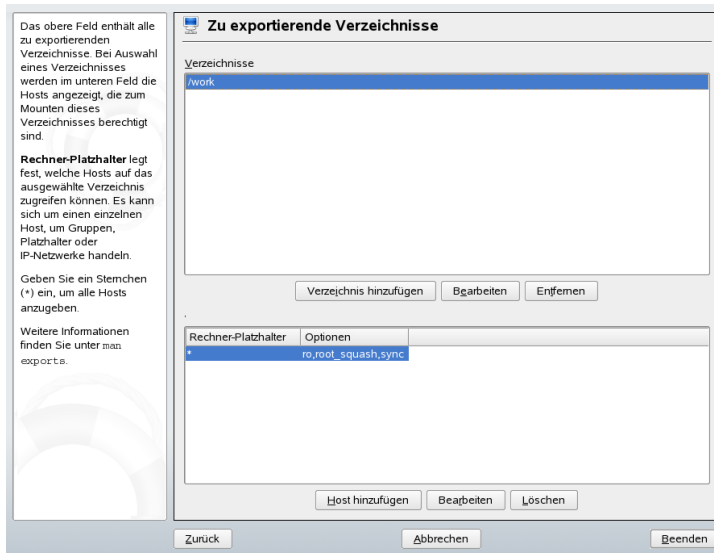 Das obere Feld enthält alle
zu exportierenden
Verzeichnisse. Bei Auswahl
eines Verzeichnisses
werden im unteren Feld die
Hosts angezeigt, die zum
Mounten dieses
Verzeichnisses berechtigt
sind.
Rechner-Platzhalter legt
fest, welche Hosts auf das
ausgewählte Verzeichnis
zugreifen können. Es kann
sich um einen einzelnen
Host, um Gruppen,
Platzhalter oder
IP-Netzwerke handeln.
Geben Sie ein Sternchen
(*) ein, um alle Hosts
anzugeben.
Weitere Informationen
finden Sie unter man
exports.
Zu exportierende Verzeichnisse
Verzeichnisse
/work
Verzeichnis hinzufügen Bearbeiten Entfernen
Rechner-Platzhalter Optionen
* ro,root_squash,sync
Host hinzufügen Bearbeiten Löschen
Zurück Abbrechen Beenden